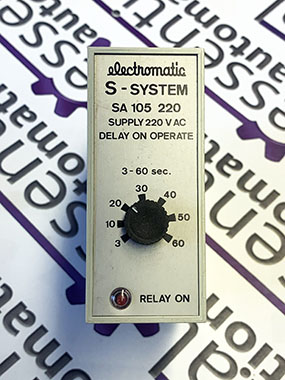 electromatic
S-SYSTEM
SA 105 220
SUPPLY 220 V AC
DELAY ON OPERATE
3-60 sec.
30
20
40
10
50
3
60
RELAY ON